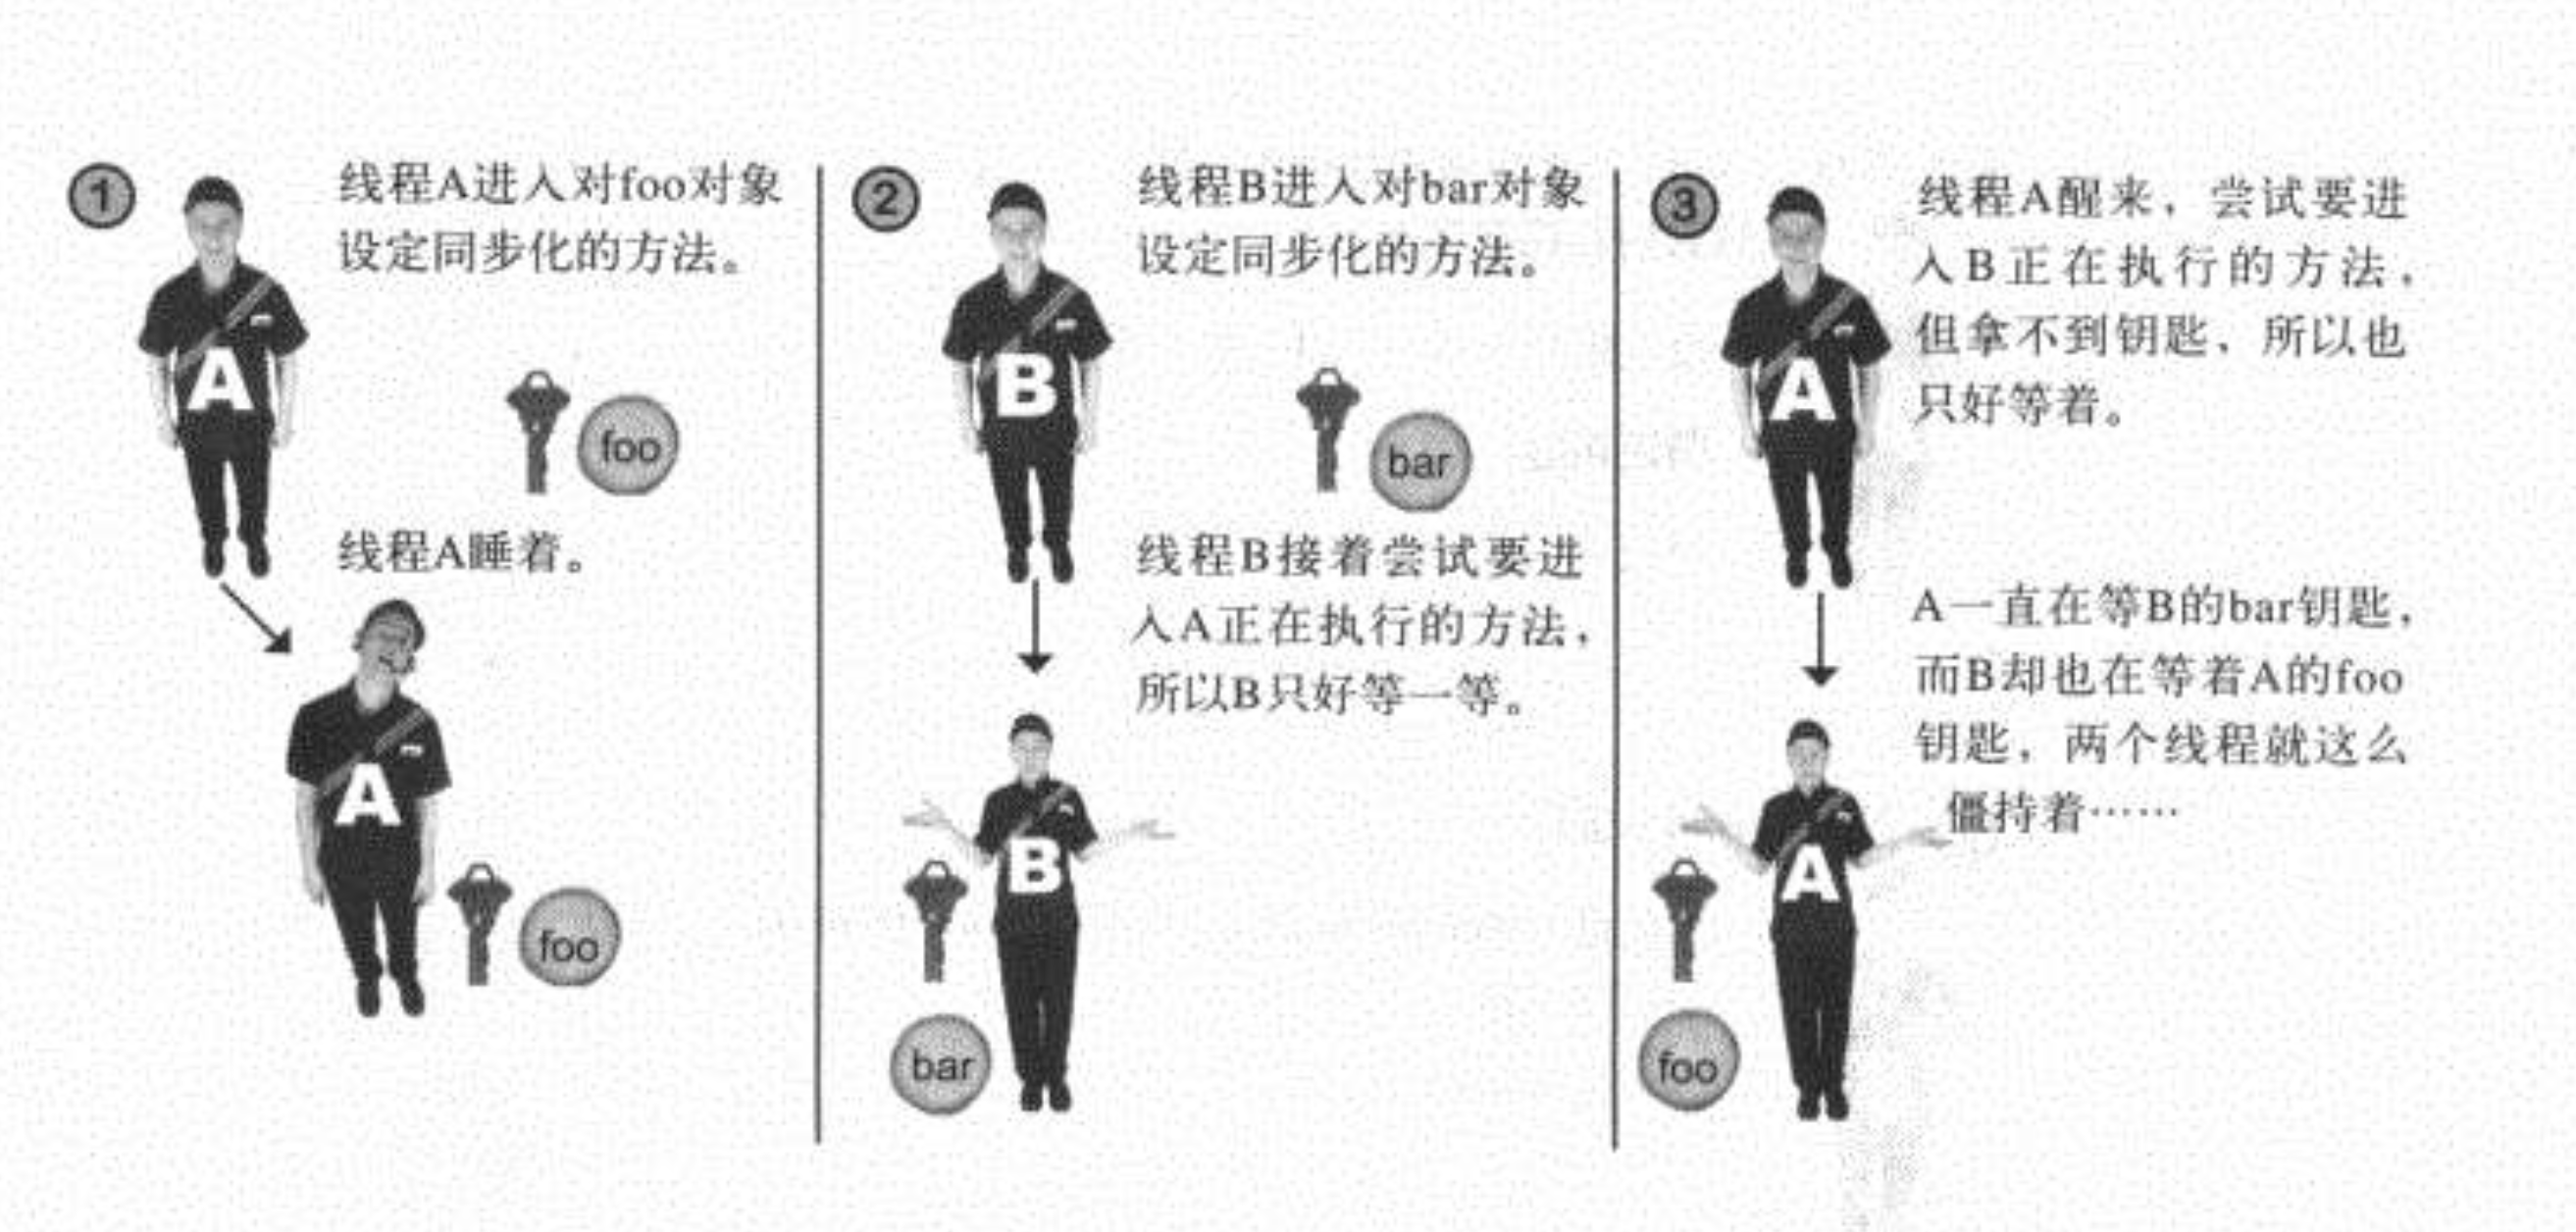 1
线程A进入对foo对象
设定同步化的方法。
A
foo
线程A睡着。
A
foo
2
线程B进入对bar对象
设定同步化的方法。
B
bar
线程B接着尝试要进
入A正在执行的方法，
所以B只好等一等。
B
bar
3
线程A醒来，尝试要进
入B正在执行的方法，
但拿不到钥匙，所以也
只好等着。
A
A一直在等B的bar钥匙，
而B却也在等着A的foo
钥匙，两个线程就这么
僵持着……
A
foo